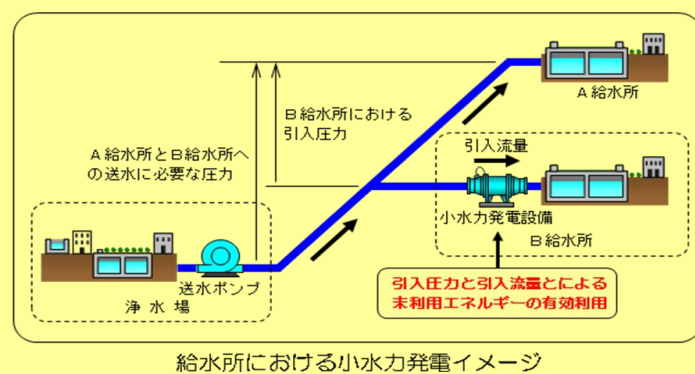 A給水所
B給水所における
引入圧力
引入流量
A給水所とB給水所へ
の送水に必要な圧力
小水力発電設備
B給水所
送水ポンプ
浄水場
引入圧力と引入流量とによる
未利用エネルギーの有効利用
給水所における小水力発電イメージ